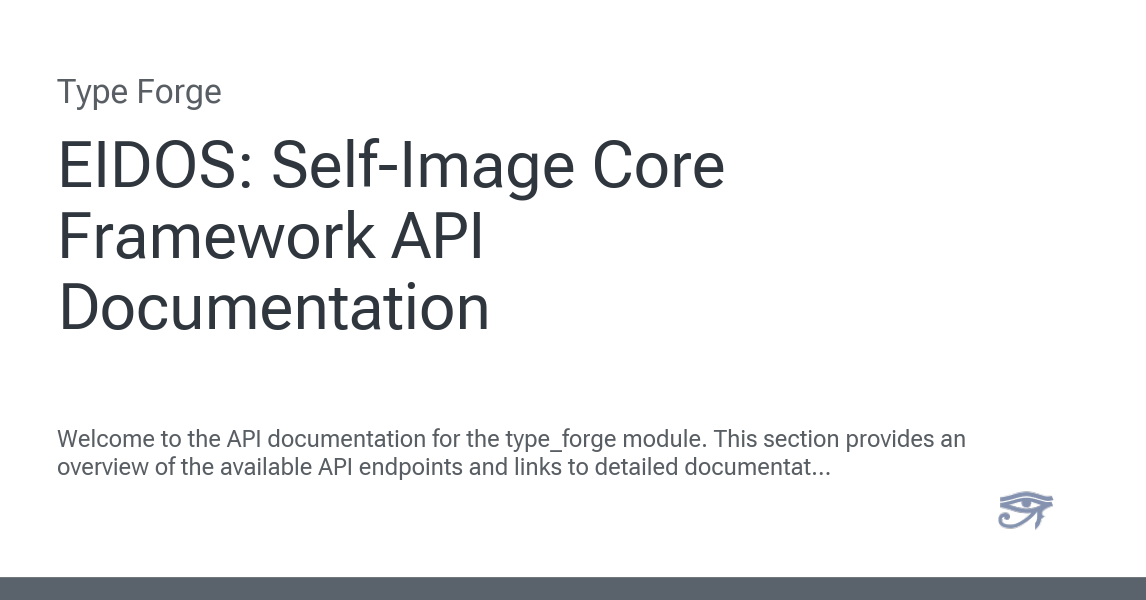 Type Forge
EIDOS: Self-Image Core
Framework API
Documentation
Welcome to the API documentation for the type_forge module. This section provides an
overview of the available API endpoints and links to detailed documentat...